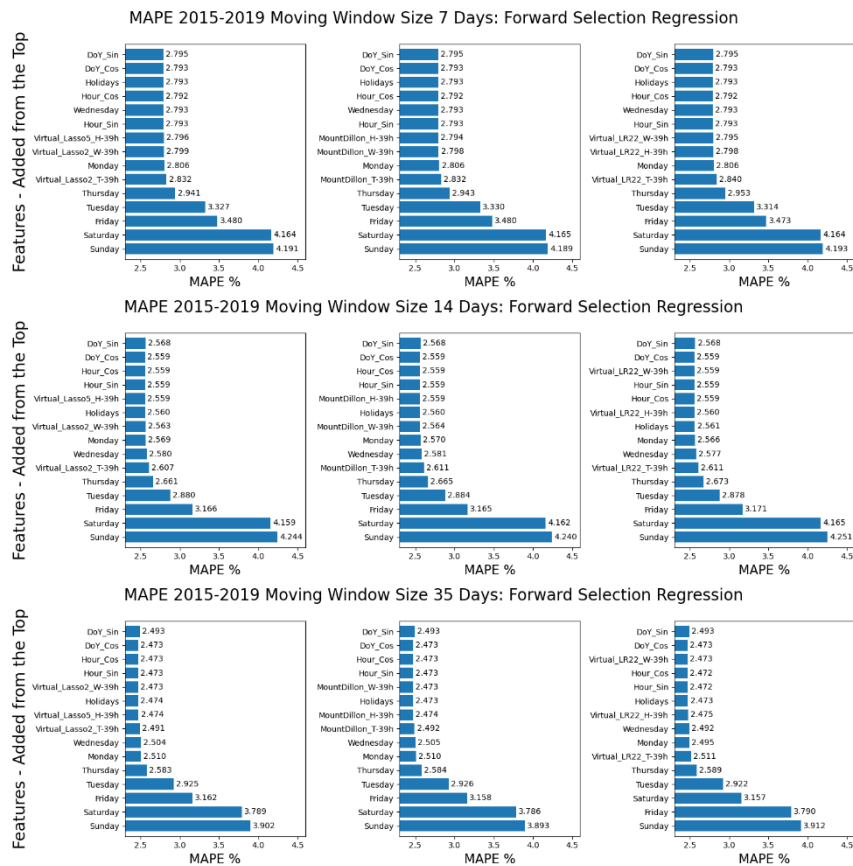 MAPE 2015-2019 Moving Window Size 7 Days: Forward Selection Regression
Features - Added from the Top
DoY_Sin 2.795
DoY_Cos 2.793
Holidays 2.793
Hour_Cos 2.792
Wednesday 2.793
Hour_Sin 2.793
Virtual_Lasso5_H-39h 2.796
Virtual_Lasso2_W-39h 2.799
Monday 2.806
Virtual_Lasso2_T-39h 2.832
Thursday 2.941
Tuesday 3.327
Friday 3.480
Saturday 4.164
Sunday 4.191
2.5 3.0 3.5 4.0 4.5
MAPE %
DoY_Sin 2.795
DoY_Cos 2.793
Holidays 2.793
Hour_Cos 2.792
Wednesday 2.793
Hour_Sin 2.793
MountDillon_H-39h 2.794
MountDillon_W-39h 2.798
Monday 2.806
MountDillon_T-39h 2.832
Thursday 2.943
Tuesday 3.330
Friday 3.480
Saturday 4.165
Sunday 4.189
2.5 3.0 3.5 4.0 4.5
MAPE %
DoY_Sin 2.795
DoY_Cos 2.793
Holidays 2.793
Hour_Cos 2.792
Wednesday 2.793
Hour_Sin 2.793
Virtual_LR22_W-39h 2.795
Virtual_LR22_H-39h 2.798
Monday 2.806
Virtual_LR22_T-39h 2.840
Thursday 2.953
Tuesday 3.314
Friday 3.473
Saturday 4.164
Sunday 4.193
2.5 3.0 3.5 4.0 4.5
MAPE %
MAPE 2015-2019 Moving Window Size 14 Days: Forward Selection Regression
Features - Added from the Top
DoY_Sin 2.568
DoY_Cos 2.559
Hour_Cos 2.559
Hour_Sin 2.559
Virtual_Lasso5_H-39h 2.559
Holidays 2.560
Virtual_Lasso2_W-39h 2.563
Monday 2.569
Wednesday 2.580
Virtual_Lasso2_T-39h 2.607
Thursday 2.661
Tuesday 2.880
Friday 3.166
Saturday 4.159
Sunday 4.244
2.5 3.0 3.5 4.0 4.5
MAPE %
DoY_Sin 2.568
DoY_Cos 2.559
Hour_Cos 2.559
Hour_Sin 2.559
MountDillon_H-39h 2.559
Holidays 2.560
MountDillon_W-39h 2.564
Monday 2.570
Wednesday 2.581
MountDillon_T-39h 2.611
Thursday 2.665
Tuesday 2.884
Friday 3.165
Saturday 4.162
Sunday 4.240
2.5 3.0 3.5 4.0 4.5
MAPE %
DoY_Sin 2.568
DoY_Cos 2.559
Virtual_LR22_W-39h 2.559
Hour_Sin 2.559
Hour_Cos 2.559
Virtual_LR22_H-39h 2.560
Holidays 2.561
Monday 2.566
Wednesday 2.577
Virtual_LR22_T-39h 2.611
Thursday 2.673
Tuesday 2.878
Friday 3.171
Saturday 4.165
Sunday 4.251
2.5 3.0 3.5 4.0 4.5
MAPE %
MAPE 2015-2019 Moving Window Size 35 Days: Forward Selection Regression
Features - Added from the Top
DoY_Sin 2.493
DoY_Cos 2.473
Hour_Cos 2.473
Hour_Sin 2.473
Virtual_Lasso2_W-39h 2.473
Holidays 2.474
Virtual_Lasso5_H-39h 2.474
Virtual_Lasso2_T-39h 2.491
Wednesday 2.504
Monday 2.510
Thursday 2.583
Tuesday 2.925
Friday 3.162
Saturday 3.789
Sunday 3.902
2.5 3.0 3.5 4.0 4.5
MAPE %
DoY_Sin 2.493
DoY_Cos 2.473
Hour_Cos 2.473
Hour_Sin 2.473
MountDillon_W-39h 2.473
Holidays 2.473
MountDillon_H-39h 2.474
MountDillon_T-39h 2.492
Wednesday 2.505
Monday 2.510
Thursday 2.584
Tuesday 2.926
Friday 3.158
Saturday 3.786
Sunday 3.893
2.5 3.0 3.5 4.0 4.5
MAPE %
DoY_Sin 2.493
DoY_Cos 2.473
Virtual_LR22_W-39h 2.473
Hour_Cos 2.472
Hour_Sin 2.472
Holidays 2.473
Virtual_LR22_H-39h 2.475
Wednesday 2.492
Monday 2.495
Virtual_LR22_T-39h 2.511
Thursday 2.589
Tuesday 2.922
Saturday 3.157
Friday 3.790
Sunday 3.912
2.5 3.0 3.5 4.0 4.5
MAPE %